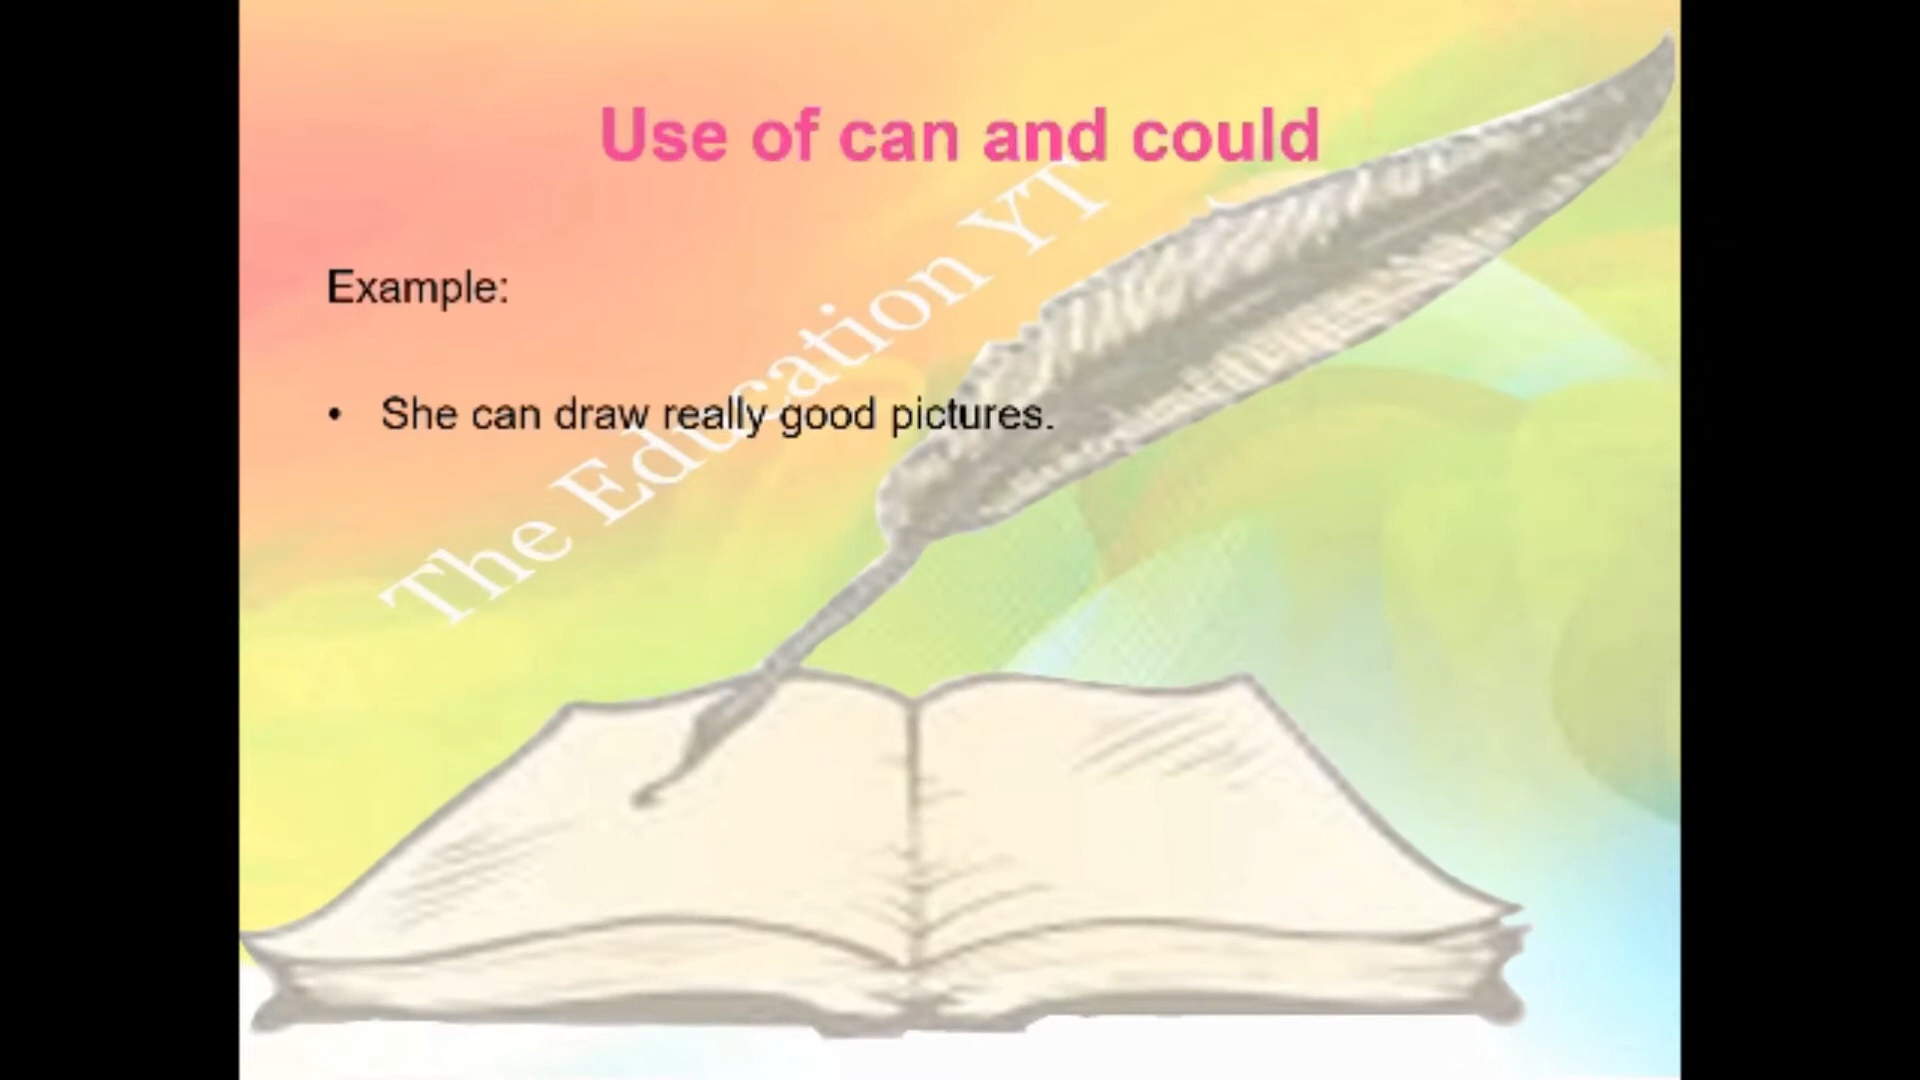 Use of can and could
Example:
• She can draw really good pictures.
The Education YT